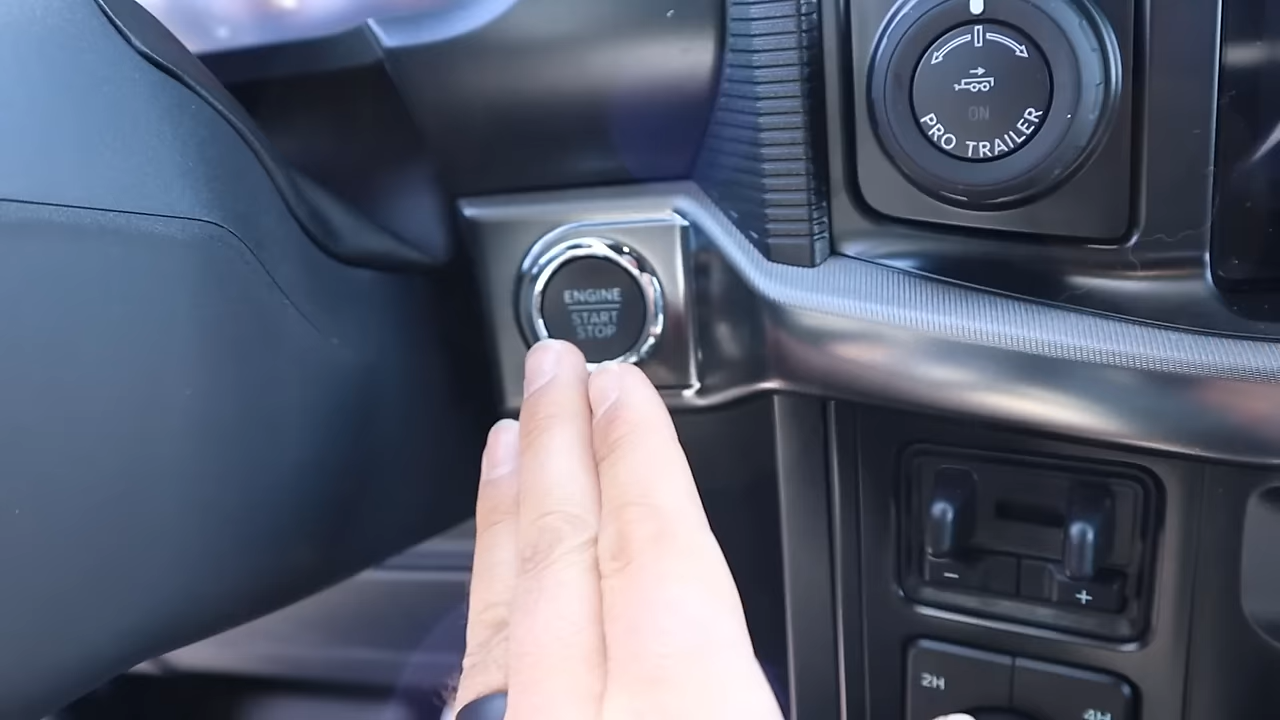 ON
PRO TRAILER
ENGINE
START
STOP
-
+
2H
4H